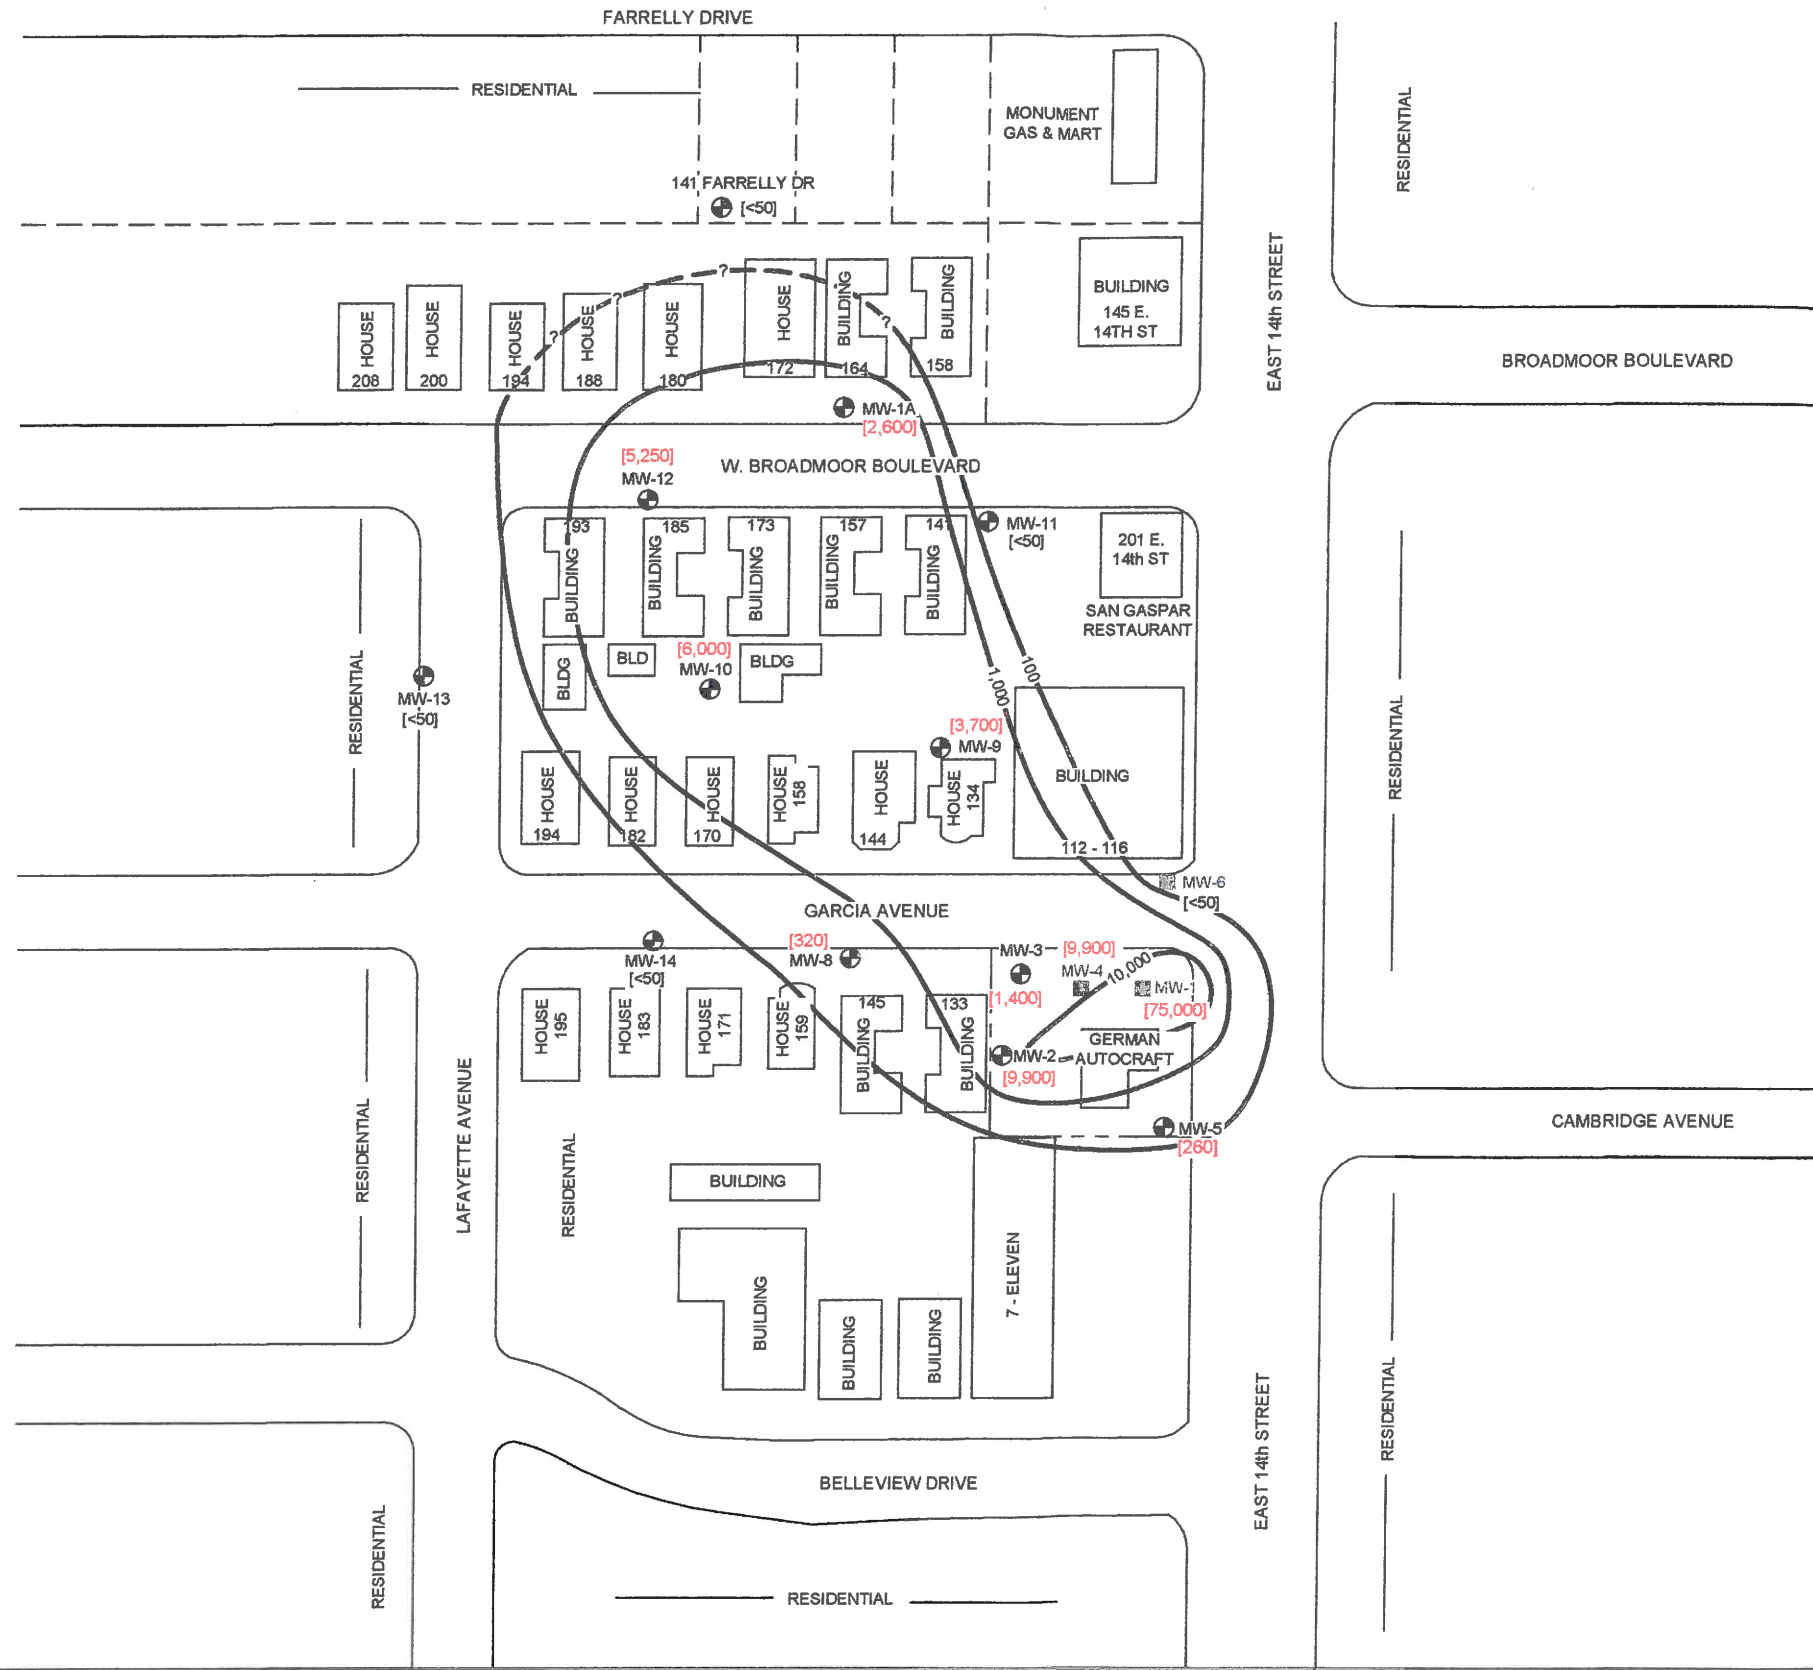 FARRELLY DRIVE
RESIDENTIAL
MONUMENT
GAS & MART
RESIDENTIAL
141 FARRELLY DR
[<50]
EAST 14th STREET
BUILDING
145 E.
14TH ST
BROADMOOR BOULEVARD
HOUSE
208
HOUSE
200
HOUSE
194
HOUSE
188
HOUSE
180
HOUSE
172
BUILDING
164
BUILDING
158
?
?
?
?
MW-1A
[2,600]
[5,250]
MW-12
W. BROADMOOR BOULEVARD
193
BUILDING
185
BUILDING
173
BUILDING
157
BUILDING
141
BUILDING
MW-11
[<50]
201 E.
14th ST
SAN GASPAR
RESTAURANT
RESIDENTIAL
MW-13
[<50]
BLDG
BLD
[6,000]
MW-10
BLDG
1,000
100
[3,700]
MW-9
RESIDENTIAL
HOUSE
194
HOUSE
182
HOUSE
170
HOUSE
158
HOUSE
144
HOUSE
134
BUILDING
112 - 116
MW-6
[<50]
GARCIA AVENUE
MW-14
[<50]
[320]
MW-8
MW-3
[9,900]
MW-4
10,000
MW-1
[75,000]
[1,400]
HOUSE
195
HOUSE
183
HOUSE
171
HOUSE
159
145
BUILDING
133
BUILDING
MW-2
[9,900]
GERMAN
AUTOCRAFT
MW-5
[260]
CAMBRIDGE AVENUE
RESIDENTIAL
LAFAYETTE AVENUE
RESIDENTIAL
BUILDING
BUILDING
BUILDING
BUILDING
7 - ELEVEN
EAST 14th STREET
RESIDENTIAL
BELLEVIEW DRIVE
RESIDENTIAL
RESIDENTIAL